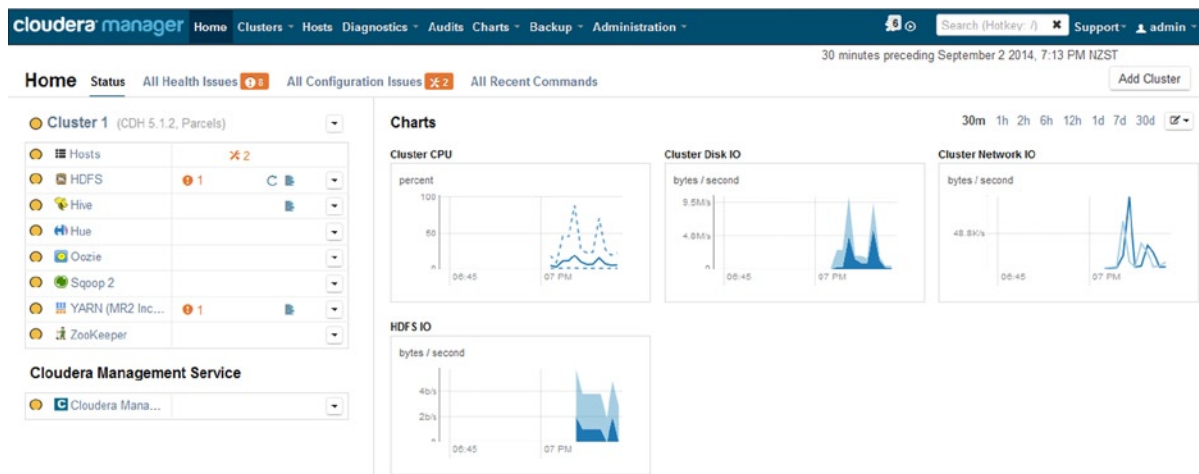 cloudera manager Home Clusters Hosts Diagnostics Audits Charts Backup Administration 6 Search (Hotkey: /) Support admin
30 minutes preceding September 2 2014, 7:13 PM NZST
Home Status All Health Issues 8 All Configuration Issues 2 All Recent Commands Add Cluster
Cluster 1 (CDH 5.1.2, Parcels)
Hosts 2
HDFS 1
Hive
Hue
Oozie
Sqoop 2
YARN (MR2 Inc... 1
ZooKeeper
Cloudera Management Service
C Cloudera Mana...
Charts 30m 1h 2h 6h 12h 1d 7d 30d
Cluster CPU
percent
100
50
0
06:45 07 PM
Cluster Disk IO
bytes / second
9.5M/s
4.8M/s
0
06:45 07 PM
Cluster Network IO
bytes / second
48.8K/s
06:45 07 PM
HDFS IO
bytes / second
4b/s
2b/s
0
06:45 07 PM